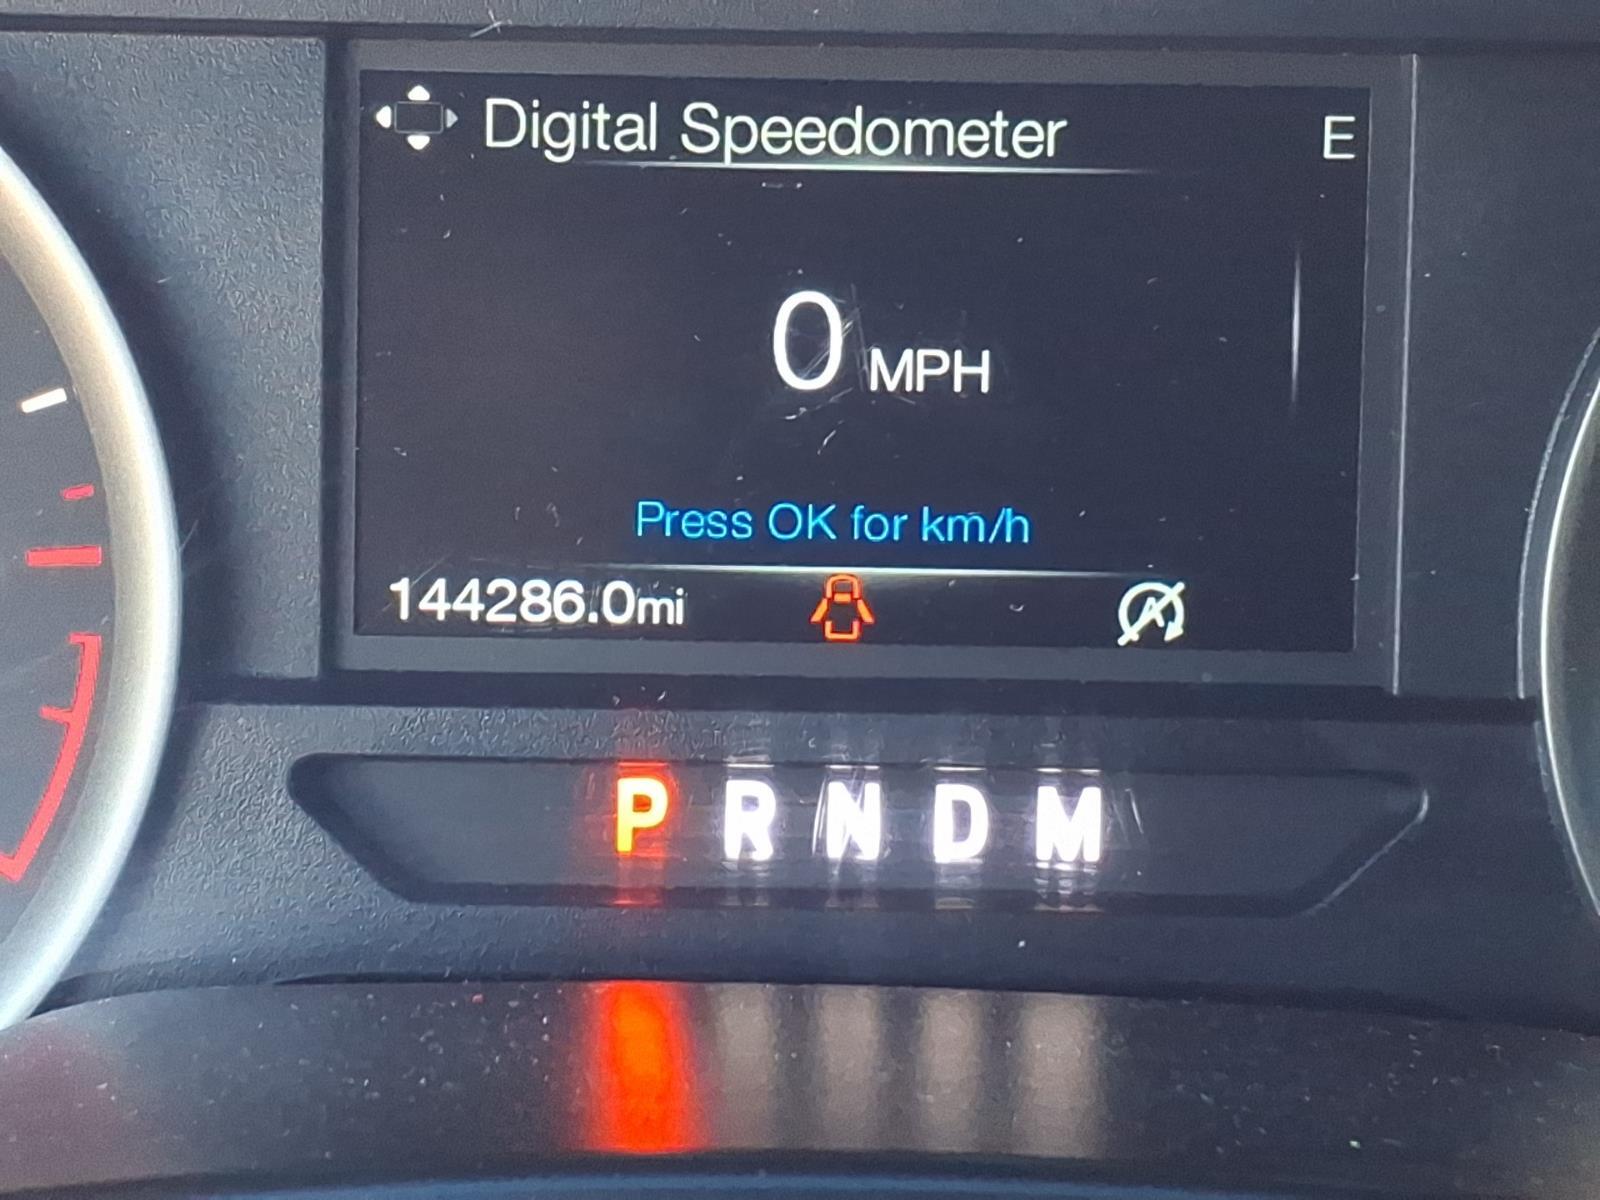 Digital Speedometer E
0 MPH
Press OK for km/h
144286.0mi
P R N D M